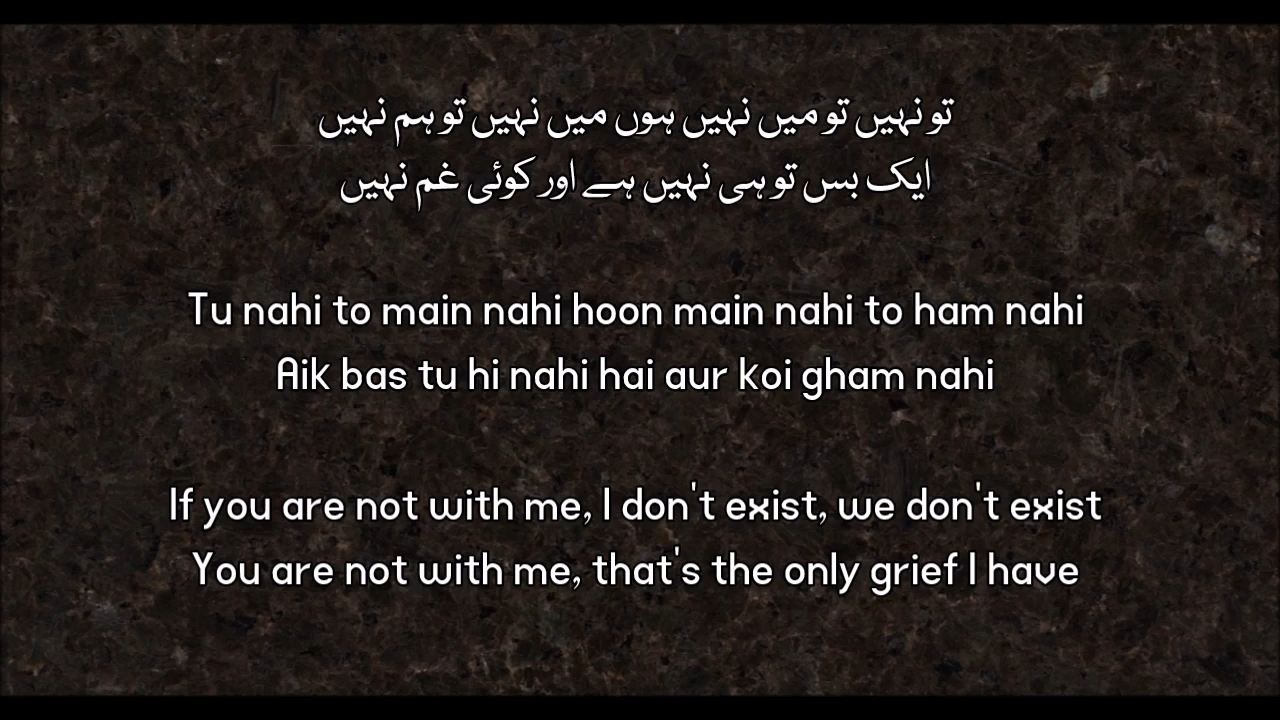 تو نہیں تو میں نہیں ہوں میں نہیں تو ہم نہیں
ایک بس تو ہی نہیں ہے اور کوئی غم نہیں
Tu nahi to main nahi hoon main nahi to ham nahi
Aik bas tu hi nahi hai aur koi gham nahi
If you are not with me, I don't exist, we don't exist
You are not with me, that's the only grief I have